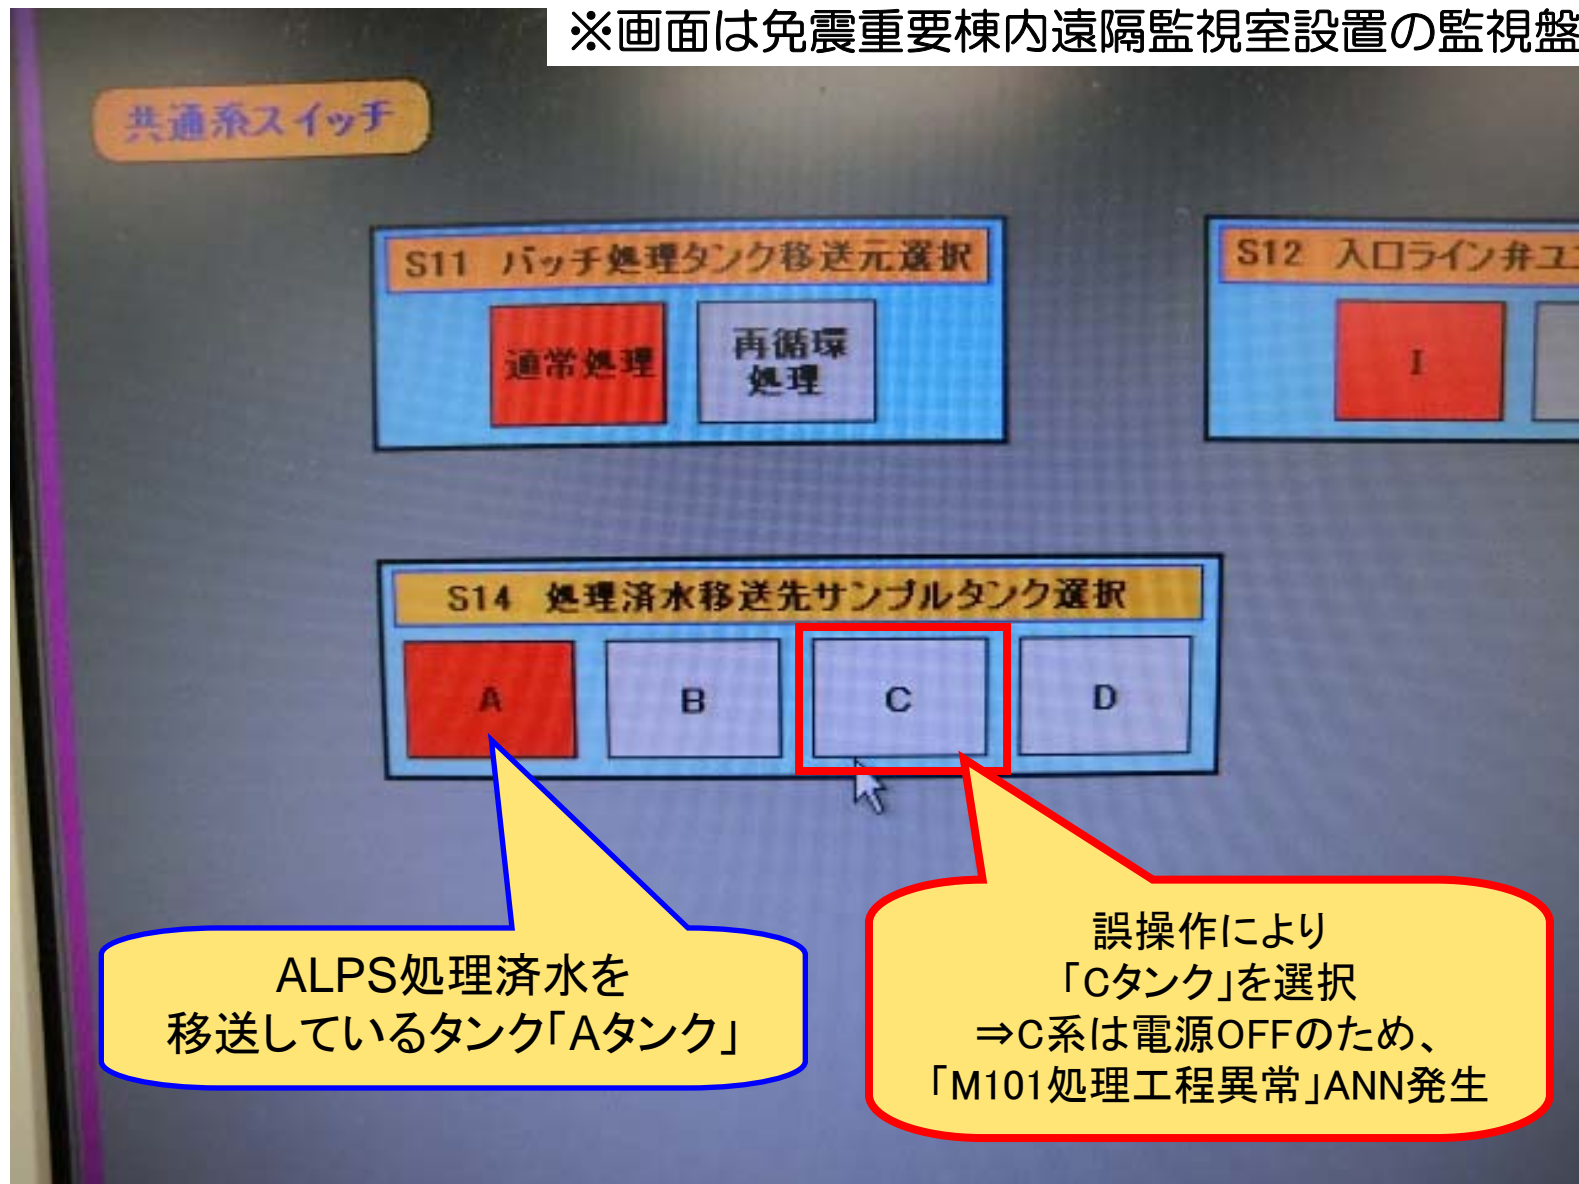 ※画面は免震重要棟内遠隔監視室設置の監視盤
共通系スイッチ
S11 バッチ処理タンク移送元選択
通常処理
再循環
処理
S12 入口ライン弁ユニ
I
S14 処理済水移送先サンプルタンク選択
A
B
C
D
ALPS処理済水を
移送しているタンク「Aタンク」
誤操作により
「Cタンク」を選択
⇒C系は電源OFFのため、
「M101処理工程異常」ANN発生